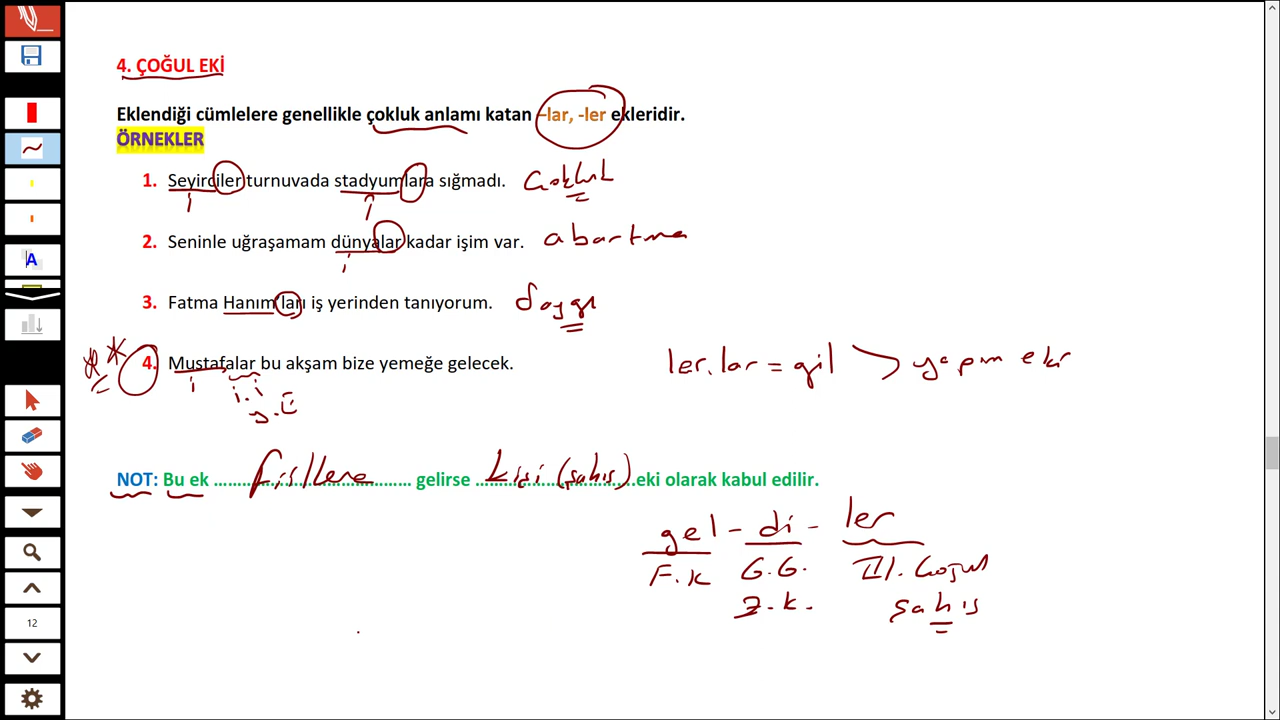 4. ÇOĞUL EKİ
Eklendiği cümlelere genellikle çokluk anlamı katan –lar, -ler ekleridir.
ÖRNEKLER
1. Seyirciler turnuvada stadyumlara sığmadı. Çokluk
2. Seninle uğraşamam dünyalar kadar işim var. abartma
3. Fatma Hanımları iş yerinden tanıyorum. Saygı
4. Mustafalar bu akşam bize yemeğe gelecek. ler.lar = gil yapım eki
i i.i
y.E
NOT: Bu ek ........ fiillere ........ gelirse ........ kişi (şahıs) ........eki olarak kabul edilir.
gel - di - ler
F.K G.G. III. Çoğul
Z.K. şahıs
A
12